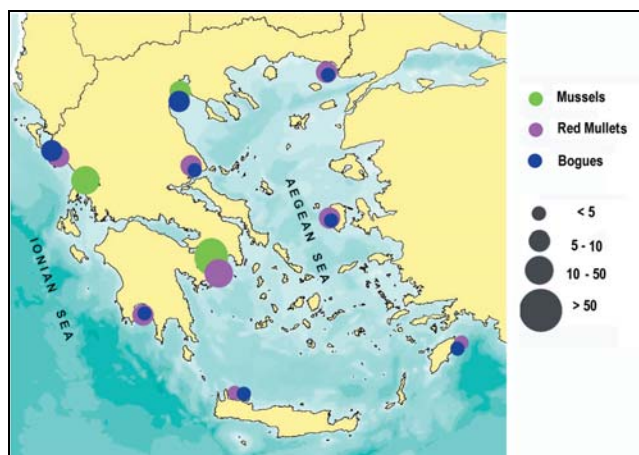 IONIAN SEA
AEGEAN SEA
Mussels
Red Mullets
Bogues
< 5
5 - 10
10 - 50
> 50